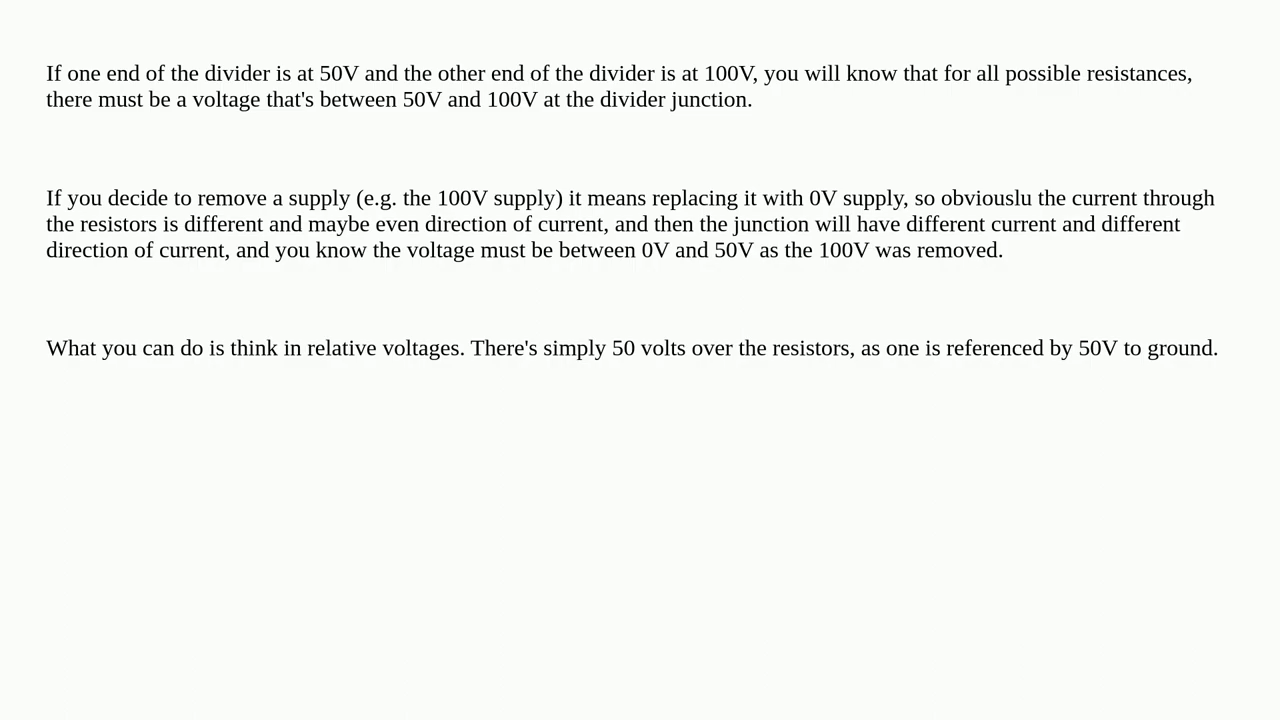 If one end of the divider is at 50V and the other end of the divider is at 100V, you will know that for all possible resistances,
there must be a voltage that's between 50V and 100V at the divider junction.
If you decide to remove a supply (e.g. the 100V supply) it means replacing it with 0V supply, so obviouslu the current through
the resistors is different and maybe even direction of current, and then the junction will have different current and different
direction of current, and you know the voltage must be between 0V and 50V as the 100V was removed.
What you can do is think in relative voltages. There's simply 50 volts over the resistors, as one is referenced by 50V to ground.